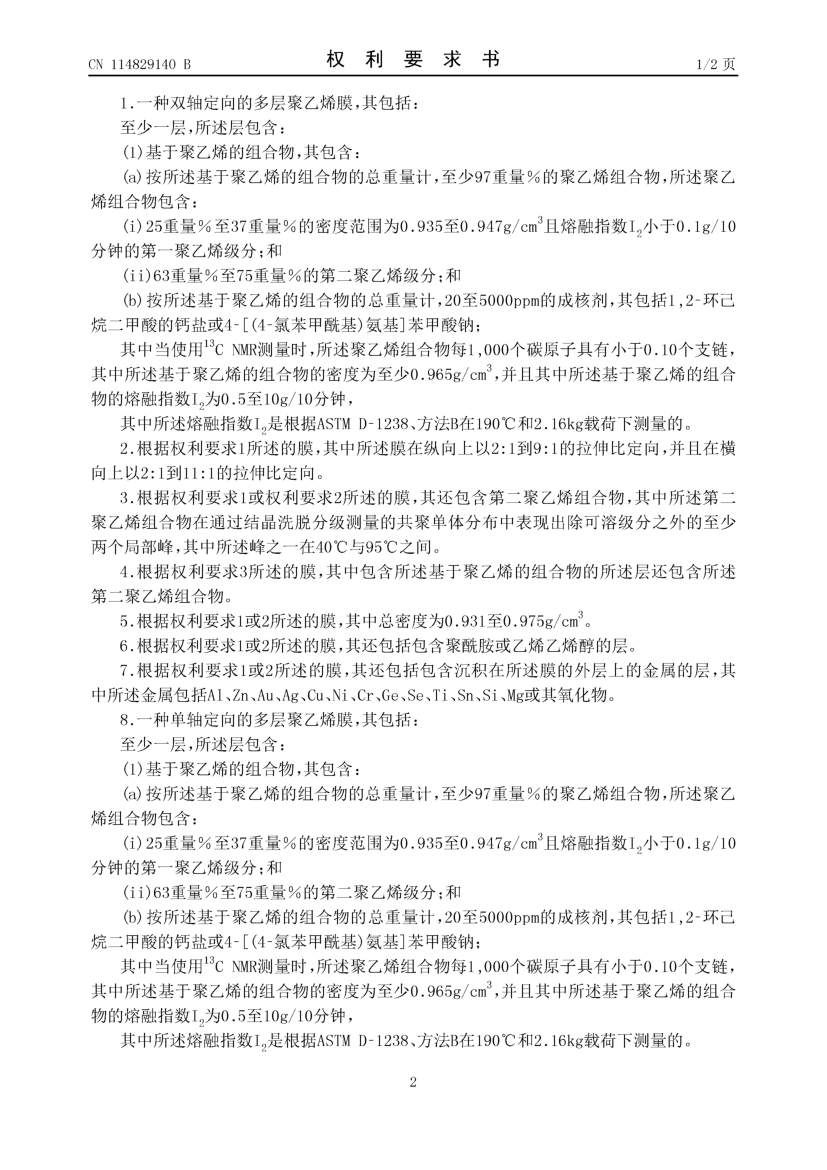 CN 114829140 B
权利要求书
1/2 页
1.一种双轴定向的多层聚乙烯膜,其包括:
至少一层,所述层包含:
(1)基于聚乙烯的组合物,其包含:
(a)按所述基于聚乙烯的组合物的总重量计,至少97重量%的聚乙烯组合物,所述聚乙
烯组合物包含:
(i)25重量%至37重量%的密度范围为0.935至0.947g/cm³且熔融指数I₂小于0.1g/10
分钟的第一聚乙烯级分;和
(ii)63重量%至75重量%的第二聚乙烯级分;和
(b)按所述基于聚乙烯的组合物的总重量计,20至5000ppm的成核剂,其包括1,2-环己
烷二甲酸的钙盐或4-[(4-氯苯甲酰基)氨基]苯甲酸钠;
其中当使用¹³C NMR测量时,所述聚乙烯组合物每1,000个碳原子具有小于0.10个支链,
其中所述基于聚乙烯的组合物的密度为至少0.965g/cm³,并且其中所述基于聚乙烯的组合
物的熔融指数I₂为0.5至10g/10分钟,
其中所述熔融指数I₂是根据ASTM D-1238、方法B在190℃和2.16kg载荷下测量的。
2.根据权利要求1所述的膜,其中所述膜在纵向上以2:1到9:1的拉伸比定向,并且在横
向上以2:1到11:1的拉伸比定向。
3.根据权利要求1或权利要求2所述的膜,其还包含第二聚乙烯组合物,其中所述第二
聚乙烯组合物在通过结晶洗脱分级测量的共聚单体分布中表现出除可溶级分之外的至少
两个局部峰,其中所述峰之一在40℃与95℃之间。
4.根据权利要求3所述的膜,其中包含所述基于聚乙烯的组合物的所述层还包含所述
第二聚乙烯组合物。
5.根据权利要求1或2所述的膜,其中总密度为0.931至0.975g/cm³。
6.根据权利要求1或2所述的膜,其还包括包含聚酰胺或乙烯乙烯醇的层。
7.根据权利要求1或2所述的膜,其还包括包含沉积在所述膜的外层上的金属的层,其
中所述金属包括Al、Zn、Au、Ag、Cu、Ni、Cr、Ge、Se、Ti、Sn、Si、Mg或其氧化物。
8.一种单轴定向的多层聚乙烯膜,其包括:
至少一层,所述层包含:
(1)基于聚乙烯的组合物,其包含:
(a)按所述基于聚乙烯的组合物的总重量计,至少97重量%的聚乙烯组合物,所述聚乙
烯组合物包含:
(i)25重量%至37重量%的密度范围为0.935至0.947g/cm³且熔融指数I₂小于0.1g/10
分钟的第一聚乙烯级分;和
(ii)63重量%至75重量%的第二聚乙烯级分;和
(b)按所述基于聚乙烯的组合物的总重量计,20至5000ppm的成核剂,其包括1,2-环己
烷二甲酸的钙盐或4-[(4-氯苯甲酰基)氨基]苯甲酸钠;
其中当使用¹³C NMR测量时,所述聚乙烯组合物每1,000个碳原子具有小于0.10个支链,
其中所述基于聚乙烯的组合物的密度为至少0.965g/cm³,并且其中所述基于聚乙烯的组合
物的熔融指数I₂为0.5至10g/10分钟,
其中所述熔融指数I₂是根据ASTM D-1238、方法B在190℃和2.16kg载荷下测量的。
2